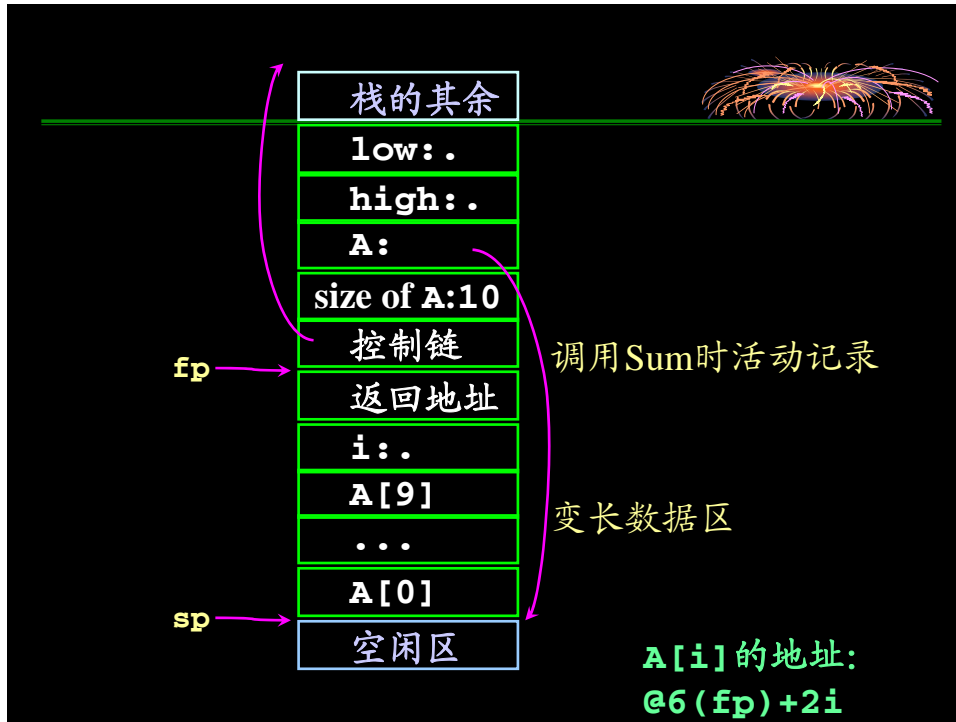 栈的其余
low:.
high:.
A:
size of A:10
控制链
fp
返回地址
调用Sum时活动记录
i:.
A[9]
变长数据区
...
A[0]
sp
空闲区
A[i]的地址:
@6(fp)+2i